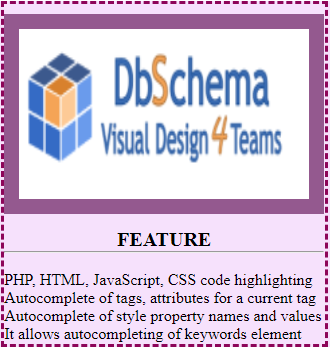 DbSchema
Visual Design 4 Teams
FEATURE
PHP, HTML, JavaScript, CSS code highlighting
Autocomplete of tags, attributes for a current tag
Autocomplete of style property names and values
It allows autocompleting of keywords element